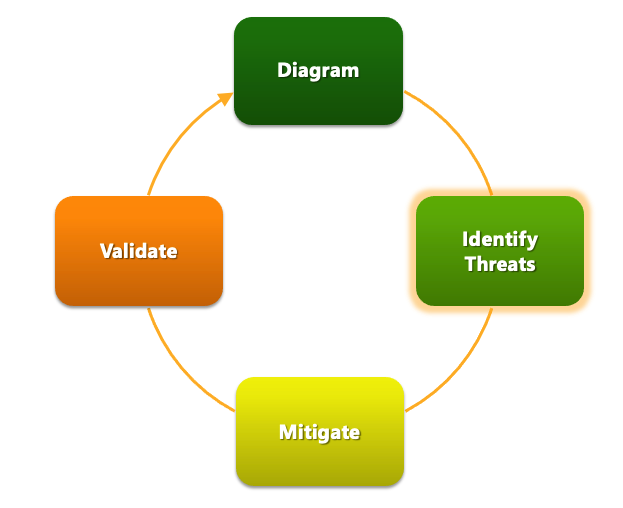 Diagram
Identify
Threats
Mitigate
Validate